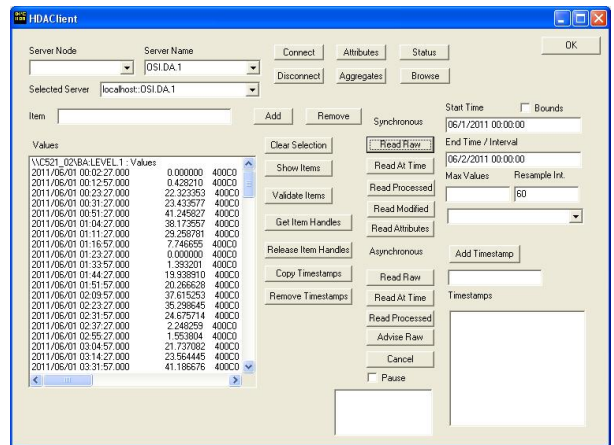 HDAClient
Server Node
Server Name
OSI.DA.1
Selected Server
localhost::OSI.DA.1
Connect
Attributes
Status
OK
Disconnect
Aggregates
Browse
Item
Add
Remove
Values
\\C521_02\BA:LEVEL.1 : Values
2011/06/01 00:02:27.000 0.000000 400C0
2011/06/01 00:12:57.000 0.428210 400C0
2011/06/01 00:23:27.000 22.323353 400C0
2011/06/01 00:31:27.000 23.433577 400C0
2011/06/01 00:51:27.000 41.245827 400C0
2011/06/01 01:04:27.000 38.173557 400C0
2011/06/01 01:11:27.000 29.258781 400C0
2011/06/01 01:16:57.000 7.746655 400C0
2011/06/01 01:23:27.000 0.000000 400C0
2011/06/01 01:33:57.000 1.393201 400C0
2011/06/01 01:44:27.000 19.938910 400C0
2011/06/01 01:51:57.000 20.266628 400C0
2011/06/01 02:09:57.000 37.615253 400C0
2011/06/01 02:23:27.000 35.298645 400C0
2011/06/01 02:31:57.000 24.675714 400C0
2011/06/01 02:37:27.000 2.248259 400C0
2011/06/01 02:55:27.000 1.553804 400C0
2011/06/01 03:04:57.000 21.737082 400C0
2011/06/01 03:14:27.000 23.564445 400C0
2011/06/01 03:31:57.000 41.186676 400C0
Clear Selection
Show Items
Validate Items
Get Item Handles
Release Item Handles
Copy Timestamps
Remove Timestamps
Synchronous
Read Raw
Read At Time
Read Processed
Read Modified
Read Attributes
Asynchronous
Read Raw
Read At Time
Read Processed
Advise Raw
Cancel
Pause
Start Time
Bounds
06/1/2011 00:00:00
End Time / Interval
06/2/2011 00:00:00
Max Values
Resample Int.
60
Add Timestamp
Timestamps